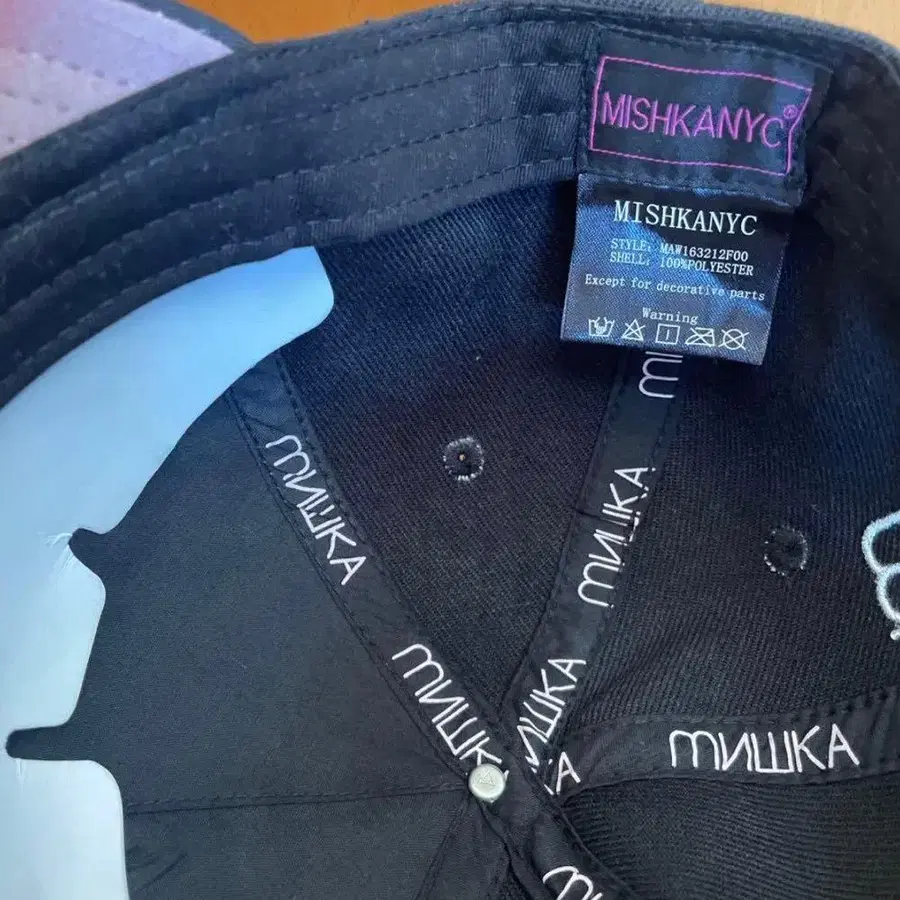 MISHKANYC®
MISHKANYC
STYLE: MAW163212F00
SHELL: 100%POLYESTER
Except for decorative parts
Warning
мишка
мишка
мишка
мишка
мишка